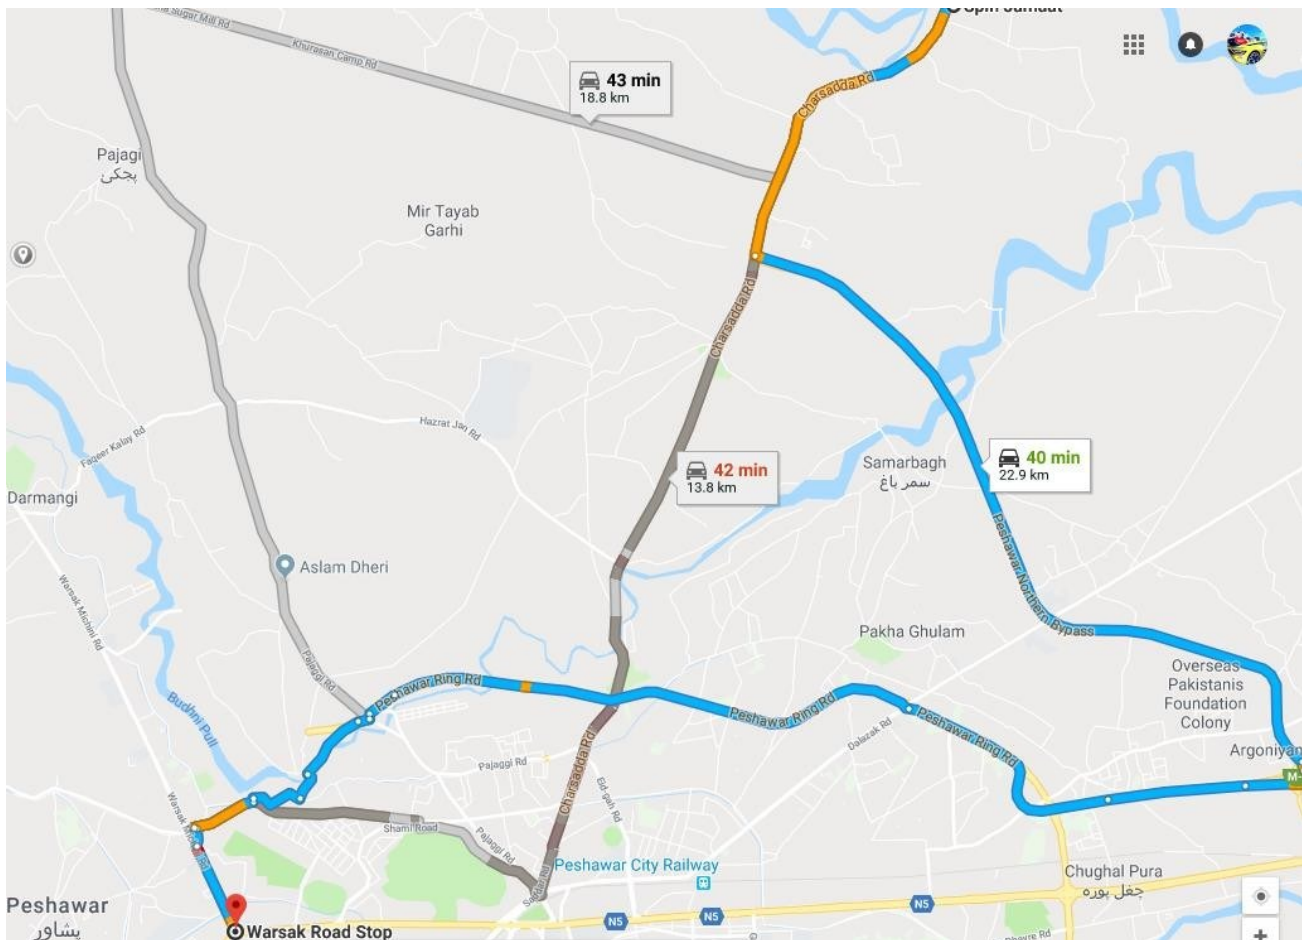 Spin Jamaat
Sugar Mill Rd
Khurasan Camp Rd
43 min
18.8 km
Charsadda Rd
Pajagi
پجګئ
Mir Tayab
Garhi
Charsadda Rd
Hazrat Jan Rd
Faqeer Kalay Rd
Samarbagh
سمر باغ
40 min
22.9 km
42 min
13.8 km
Darmangi
Peshawar Northern Bypass
Aslam Dheri
Warsak Michini Rd
Pakha Ghulam
Pajaggi Rd
Peshawar Ring Rd
Overseas
Pakistanis
Foundation
Colony
Peshawar Ring Rd
Peshawar Ring Rd
Dalazak Rd
Budhni Pull
Argoniyan
M-
Pajaggi Rd
Charsadda Rd
Eid-gah Rd
Shami Road
Pajaggi Rd
Peshawar City Railway
Chughal Pura
چغل پورہ
Peshawar
پشاور
N5
N5
N5
Warsak Road Stop